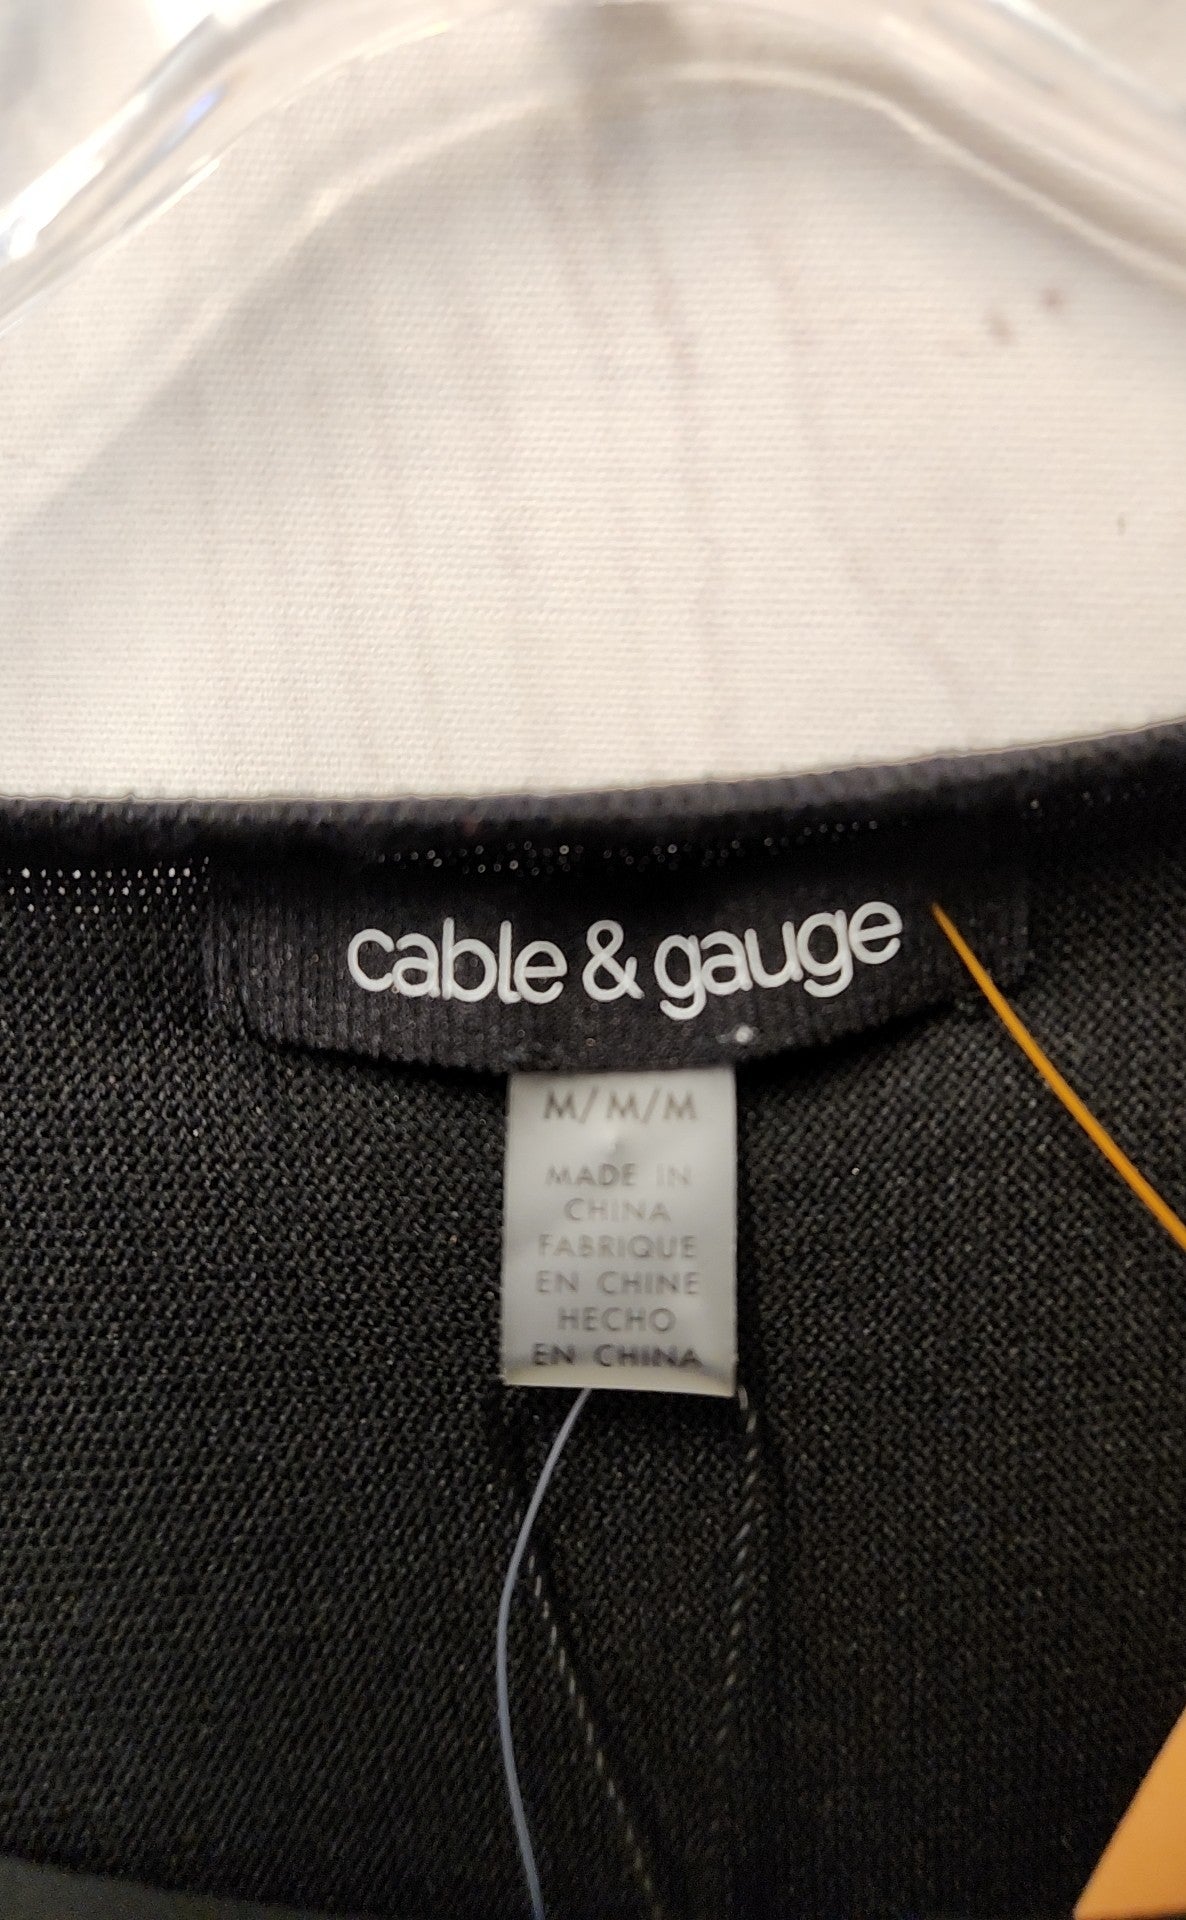 cable & gauge
M/M/M
MADE IN
CHINA
FABRIQUE
EN CHINE
HECHO
EN CHINA